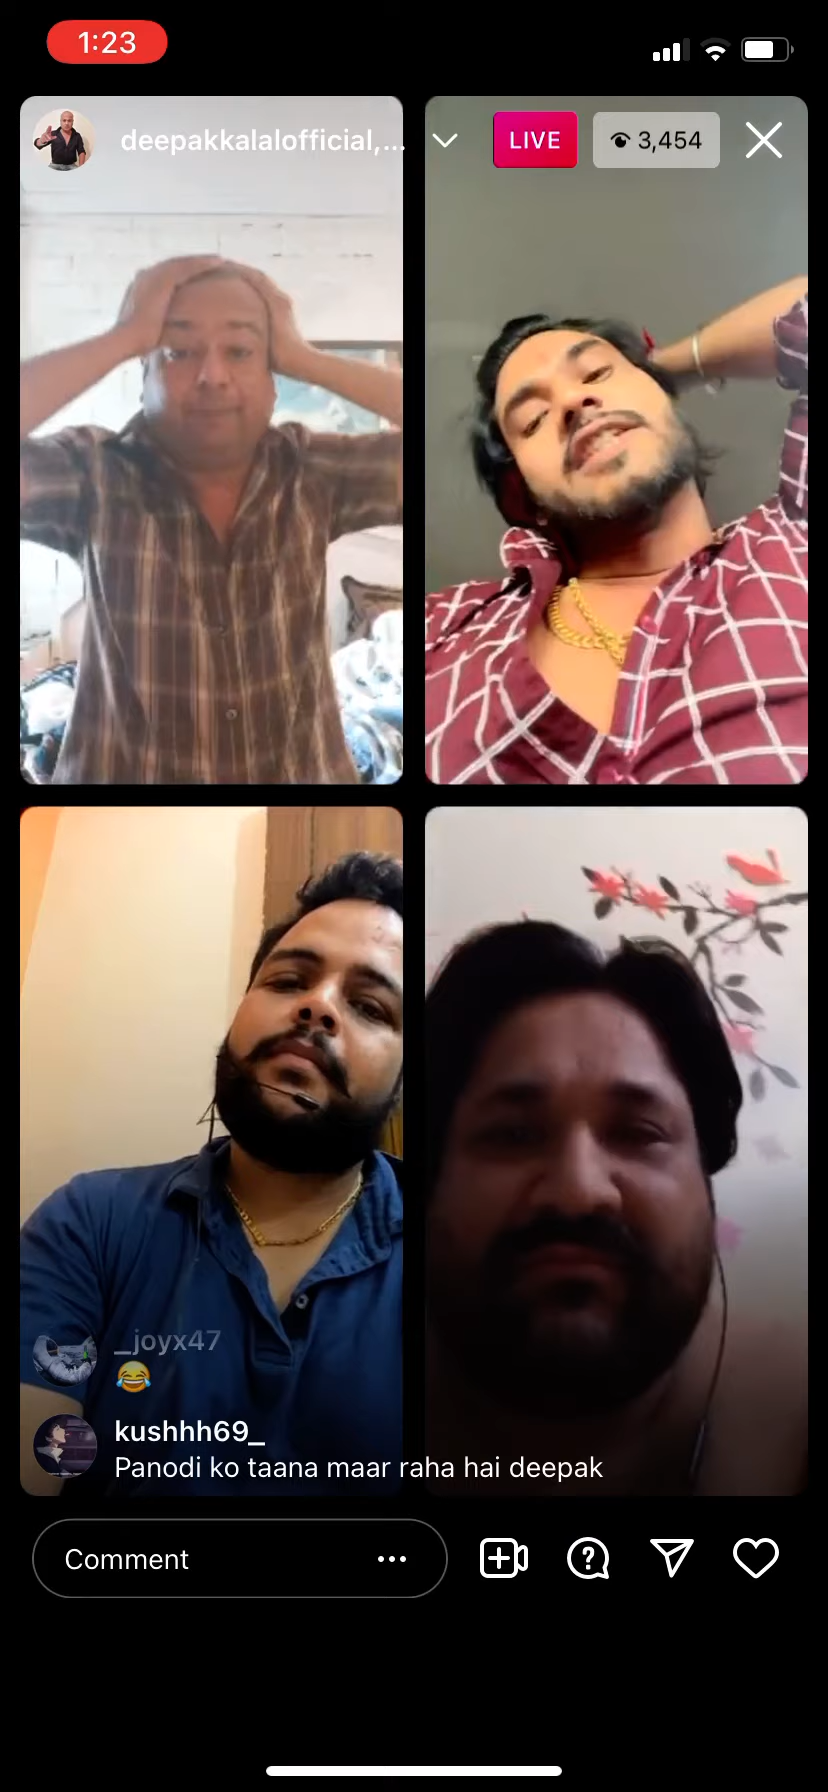 1:23
deepakkalalofficial,...
LIVE
3,454
_joyx47
😂
kushhh69_
Panodi ko taana maar raha hai deepak
Comment